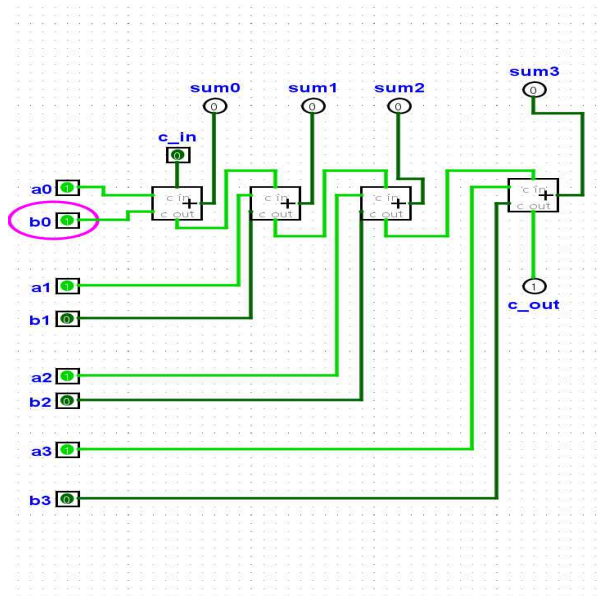 sum3
sum0 sum1 sum2
0
0 0 0
c_in
0
a0 1
c in c in c in c in
b0 1
c out c out c out c out
a1 1
1
c_out
b1 0
a2 1
b2 0
a3 1
b3 0